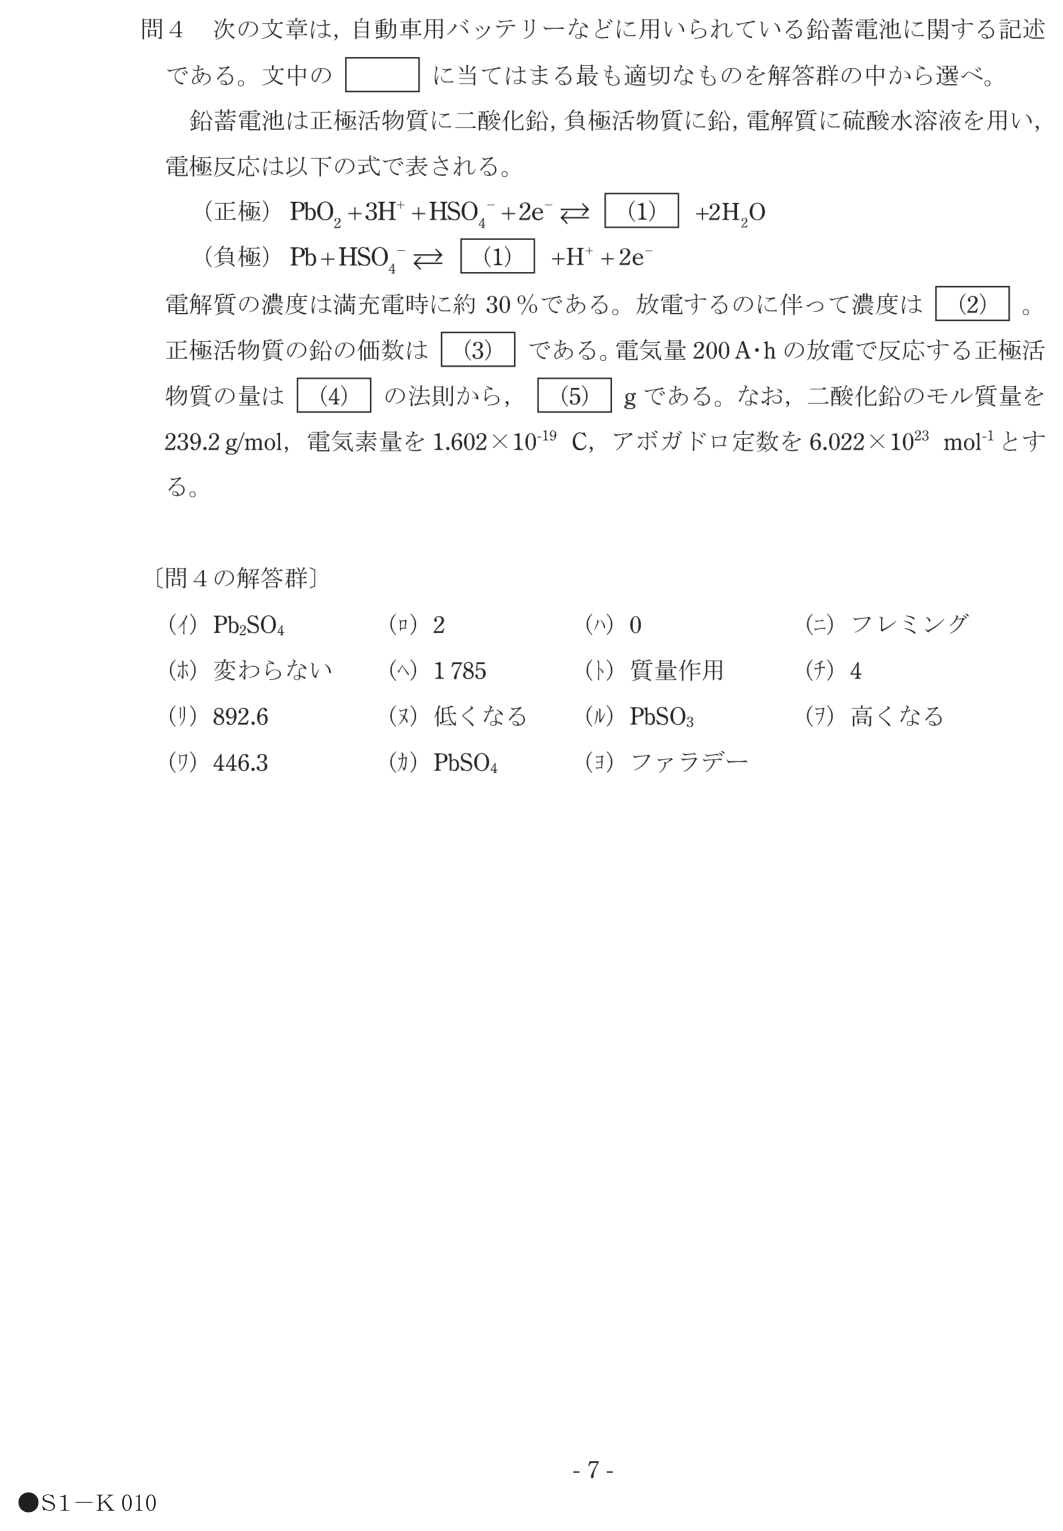 問４　次の文章は，自動車用バッテリーなどに用いられている鉛蓄電池に関する記述
である。文中の　　　に当てはまる最も適切なものを解答群の中から選べ。
鉛蓄電池は正極活物質に二酸化鉛，負極活物質に鉛，電解質に硫酸水溶液を用い，
電極反応は以下の式で表される。
（正極） PbO₂＋3H⁺＋HSO₄⁻＋2e⁻⇄ (1) ＋2H₂O
（負極） Pb＋HSO₄⁻⇄ (1) ＋H⁺＋2e⁻
電解質の濃度は満充電時に約 30 %である。放電するのに伴って濃度は (2) 。
正極活物質の鉛の価数は (3) である。電気量 200 A･h の放電で反応する正極活
物質の量は (4) の法則から， (5) g である。なお，二酸化鉛のモル質量を
239.2 g/mol，電気素量を 1.602×10⁻¹⁹ C，アボガドロ定数を 6.022×10²³ mol⁻¹とす
る。
〔問４の解答群〕
(ｲ) Pb₂SO₄　(ﾛ) 2　(ﾊ) 0　(ﾆ) フレミング
(ﾎ) 変わらない　(ﾍ) 1 785　(ﾄ) 質量作用　(ﾁ) 4
(ﾘ) 892.6　(ﾇ) 低くなる　(ﾙ) PbSO₃　(ｦ) 高くなる
(ﾜ) 446.3　(ｶ) PbSO₄　(ﾖ) ファラデー
- 7 -
●Ｓ１－Ｋ 010